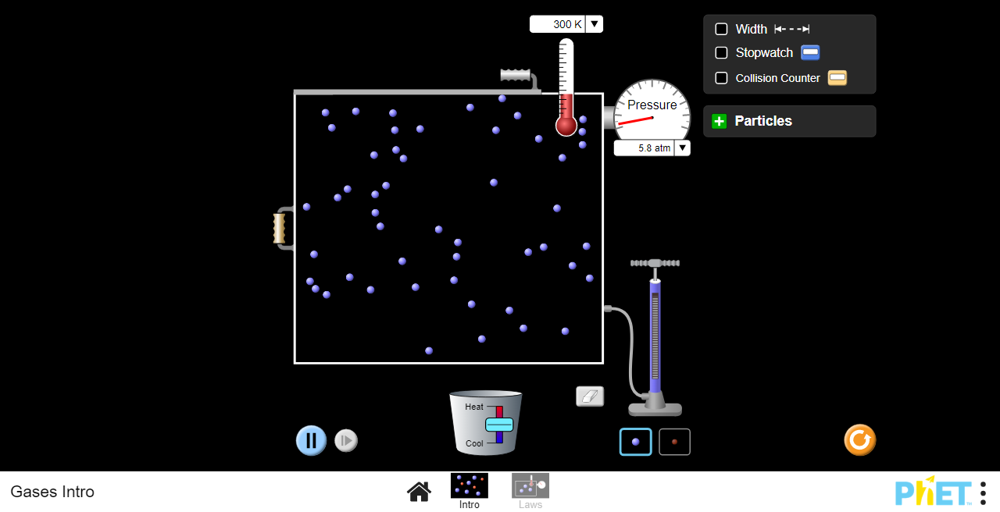 300 K
Width
Stopwatch
Collision Counter
Pressure
5.8 atm
Particles
Heat
Cool
Gases Intro
Intro
Laws
PhET